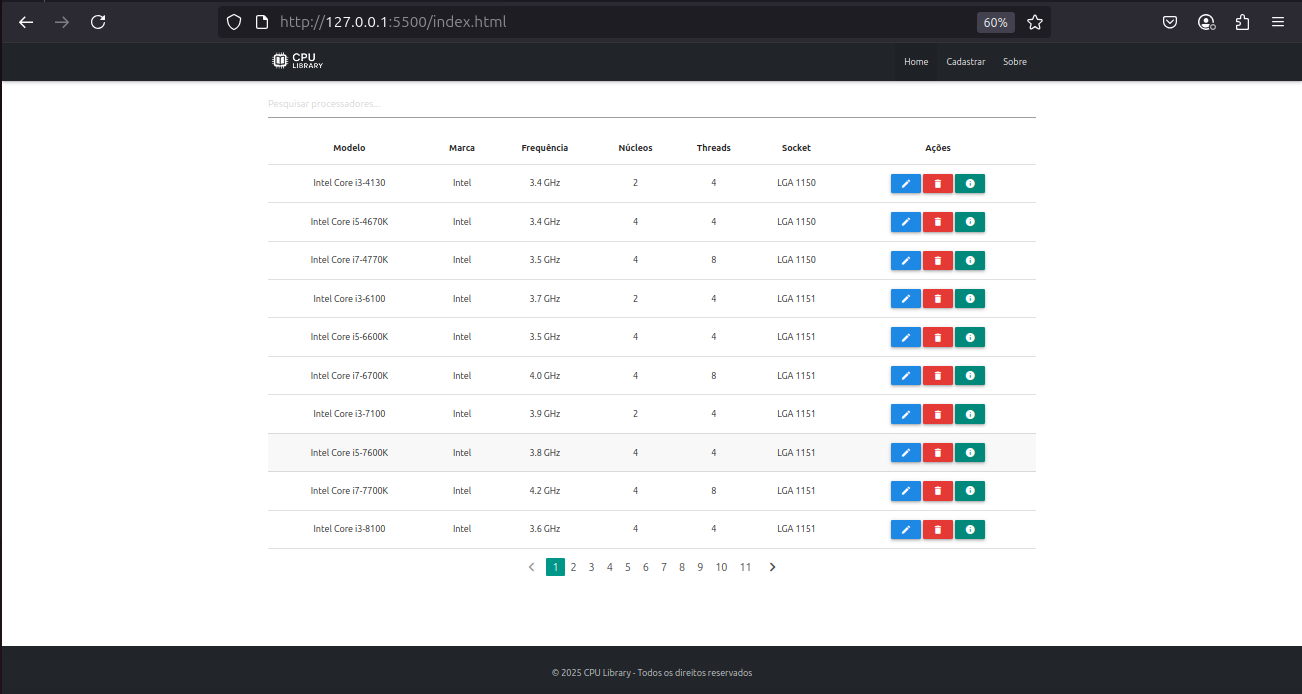 http://127.0.0.1:5500/index.html 60%
CPU LIBRARY Home Cadastrar Sobre
Pesquisar processadores...
Modelo Marca Frequência Núcleos Threads Socket Ações
Intel Core i3-4130 Intel 3.4 GHz 2 4 LGA 1150
Intel Core i5-4670K Intel 3.4 GHz 4 4 LGA 1150
Intel Core i7-4770K Intel 3.5 GHz 4 8 LGA 1150
Intel Core i3-6100 Intel 3.7 GHz 2 4 LGA 1151
Intel Core i5-6600K Intel 3.5 GHz 4 4 LGA 1151
Intel Core i7-6700K Intel 4.0 GHz 4 8 LGA 1151
Intel Core i3-7100 Intel 3.9 GHz 2 4 LGA 1151
Intel Core i5-7600K Intel 3.8 GHz 4 4 LGA 1151
Intel Core i7-7700K Intel 4.2 GHz 4 8 LGA 1151
Intel Core i3-8100 Intel 3.6 GHz 4 4 LGA 1151
1 2 3 4 5 6 7 8 9 10 11
© 2025 CPU Library - Todos os direitos reservados